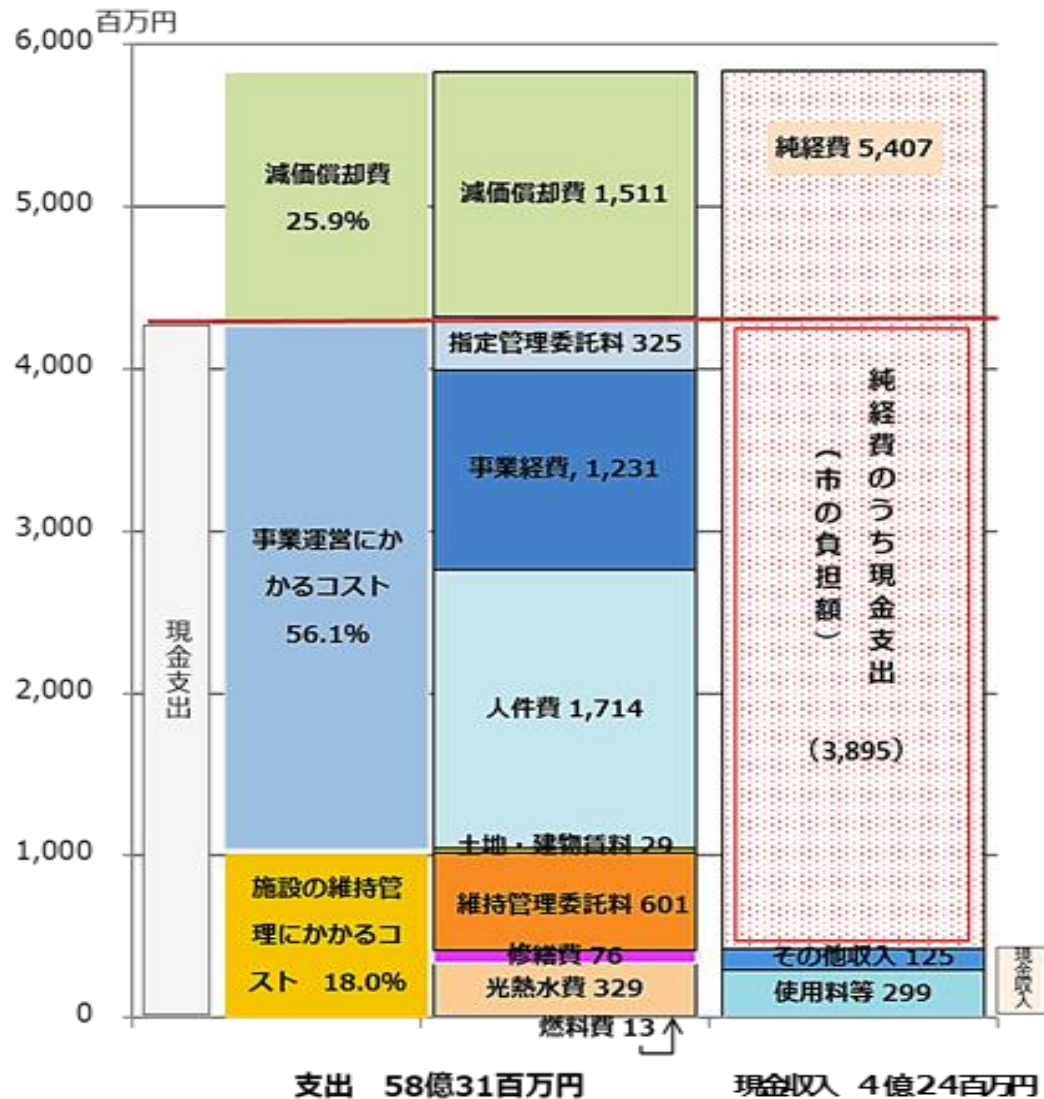 百万円
6,000
5,000
4,000
3,000
2,000
1,000
0
現金支出
減価償却費
25.9%
事業運営にか
かるコスト
56.1%
施設の維持管
理にかかるコ
スト 18.0%
減価償却費 1,511
指定管理委託料 325
事業経費, 1,231
人件費 1,714
土地・建物賃料 29
維持管理委託料 601
修繕費 76
光熱水費 329
燃料費 13
純経費 5,407
純経費のうち現金支出
（市の負担額）
（3,895）
その他収入 125
使用料等 299
現金収入
支出 58億31百万円
現金収入 4億24百万円